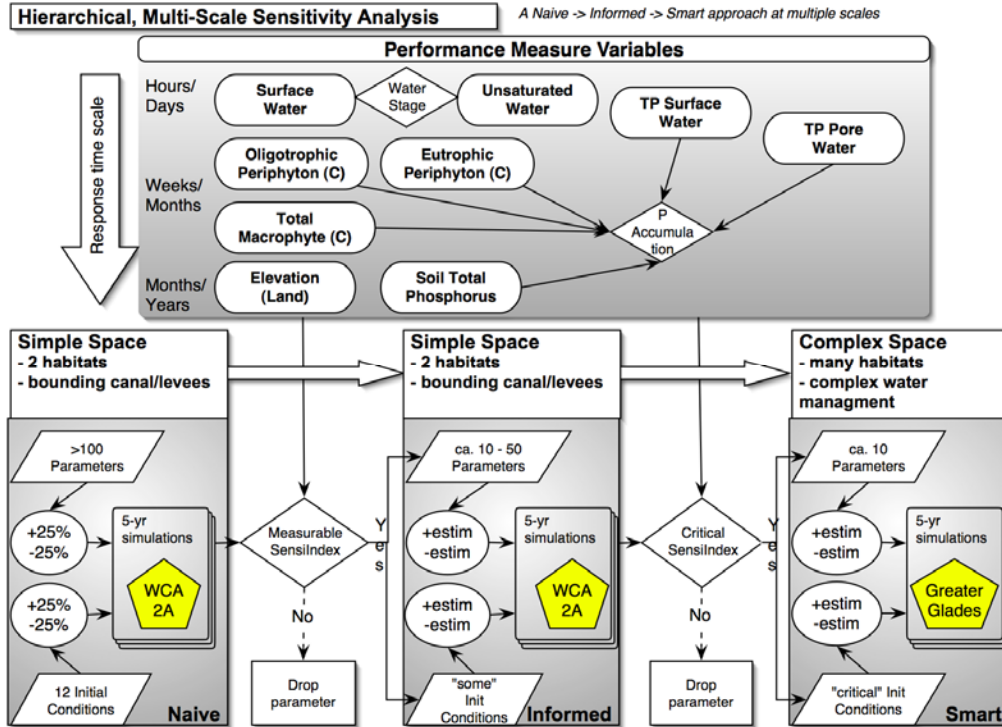 Hierarchical, Multi-Scale Sensitivity Analysis
A Naive -> Informed -> Smart approach at multiple scales
Performance Measure Variables
Response time scale
Hours/
Days
Surface
Water
Water
Stage
Unsaturated
Water
TP Surface
Water
TP Pore
Water
Weeks/
Months
Oligotrophic
Periphyton (C)
Eutrophic
Periphyton (C)
Total
Macrophyte (C)
P
Accumula
tion
Months/
Years
Elevation
(Land)
Soil Total
Phosphorus
Simple Space
- 2 habitats
- bounding canal/levees
>100
Parameters
+25%
-25%
+25%
-25%
5-yr
simulations
WCA
2A
12 Initial
Conditions
Naive
Measurable
SensiIndex
Yes
No
Drop
parameter
Simple Space
- 2 habitats
- bounding canal/levees
ca. 10 - 50
Parameters
+estim
-estim
+estim
-estim
5-yr
simulations
WCA
2A
"some"
Init
Conditions
Informed
Critical
SensiIndex
Yes
No
Drop
parameter
Complex Space
- many habitats
- complex water
managment
ca. 10
Parameters
+estim
-estim
+estim
-estim
5-yr
simulations
Greater
Glades
"critical" Init
Conditions
Smart